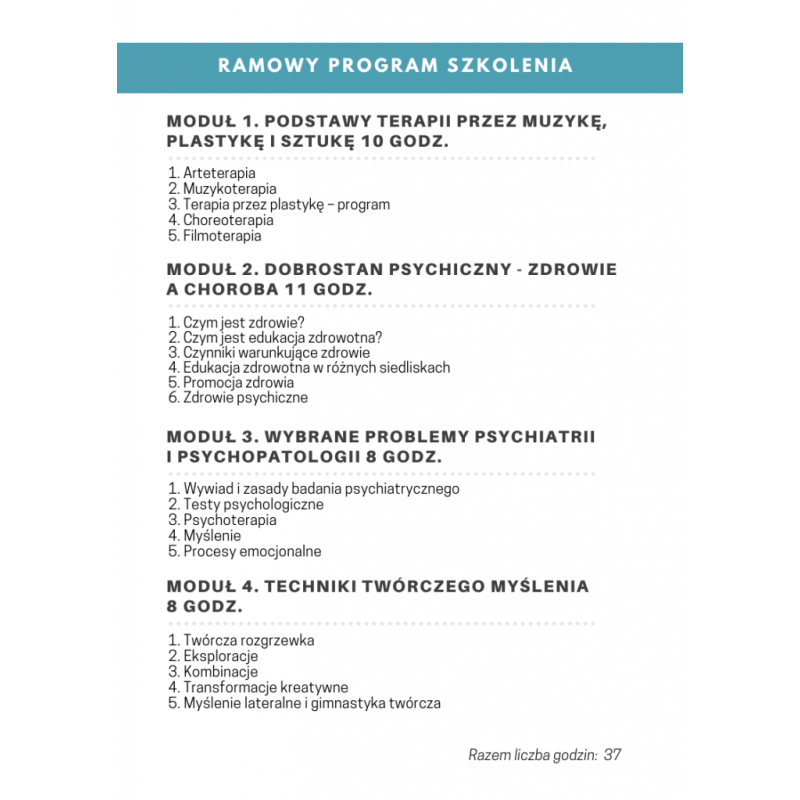 RAMOWY PROGRAM SZKOLENIA
MODUŁ 1. PODSTAWY TERAPII PRZEZ MUZYKĘ,
PLASTYKĘ I SZTUKĘ 10 GODZ.
1. Arteterapia
2. Muzykoterapia
3. Terapia przez plastykę – program
4. Choreoterapia
5. Filmoterapia
MODUŁ 2. DOBROSTAN PSYCHICZNY - ZDROWIE
A CHOROBA 11 GODZ.
1. Czym jest zdrowie?
2. Czym jest edukacja zdrowotna?
3. Czynniki warunkujące zdrowie
4. Edukacja zdrowotna w różnych siedliskach
5. Promocja zdrowia
6. Zdrowie psychiczne
MODUŁ 3. WYBRANE PROBLEMY PSYCHIATRII
I PSYCHOPATOLOGII 8 GODZ.
1. Wywiad i zasady badania psychiatrycznego
2. Testy psychologiczne
3. Psychoterapia
4. Myślenie
5. Procesy emocjonalne
MODUŁ 4. TECHNIKI TWÓRCZEGO MYŚLENIA
8 GODZ.
1. Twórcza rozgrzewka
2. Eksploracje
3. Kombinacje
4. Transformacje kreatywne
5. Myślenie lateralne i gimnastyka twórcza
Razem liczba godzin: 37